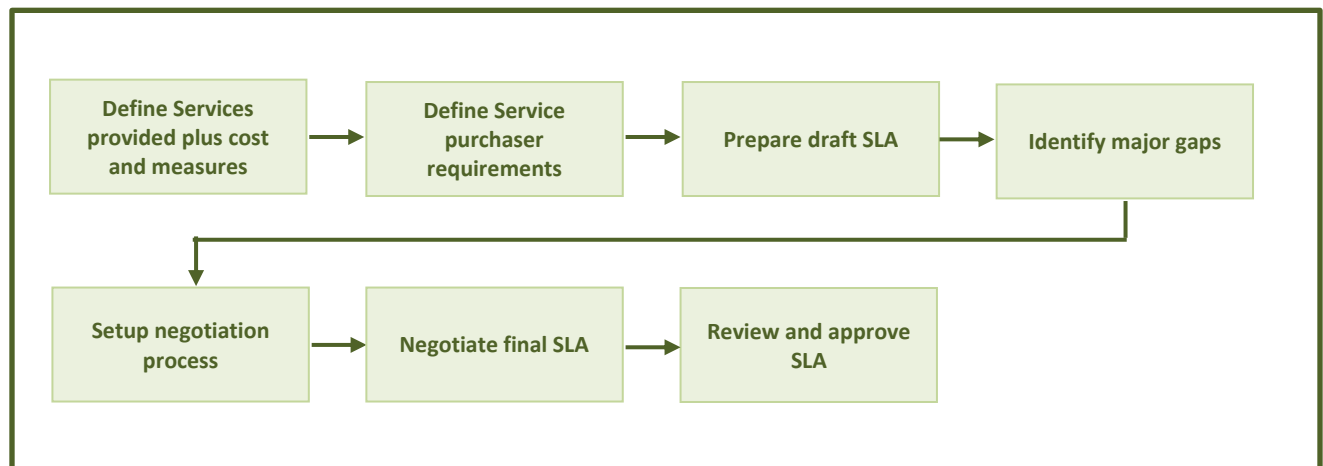 Define Services
provided plus cost
and measures
Define Service
purchaser
requirements
Prepare draft SLA
Identify major gaps
Setup negotiation
process
Negotiate final SLA
Review and approve
SLA